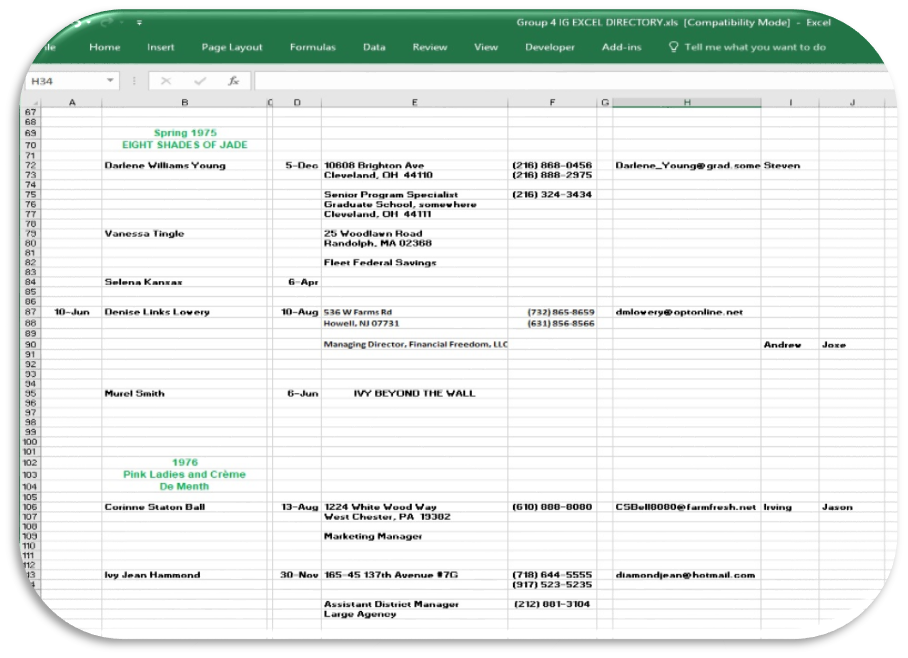 Group 4 IG EXCEL DIRECTORY.xls [Compatibility Mode] - Excel
Home Insert Page Layout Formulas Data Review View Developer Add-ins Tell me what you want to do
H34 fx
A B C D E F G H I J
67
68
69 Spring 1975
70 EIGHT SHADES OF JADE
71
72 Darlene Williams Young 5-Dec 10608 Brighton Ave (216) 868-0456 Darlene_Young@grad.some Steven
73 Cleveland, OH 44110 (216) 888-2975
74
75 Senior Program Specialist (216) 324-3434
76 Graduate School, somewhere
77 Cleveland, OH 44111
78
79 Vanessa Tingle 25 Woodlawn Road
80 Randolph, MA 02368
81
82 Fleet Federal Savings
83
84 Selena Kansas 6-Apr
85
86
87 10-Jun Denise Links Lowery 10-Aug 536 W Farms Rd (732) 865-8659 dmlowery@optonline.net
88 Howell, NJ 07731 (631) 856-8566
89
90 Managing Director, Financial Freedom, LLC Andrew Jose
91
92
93
94
95 Murel Smith 6-Jun IVY BEYOND THE WALL
96
97
98
99
100
101
102 1976
103 Pink Ladies and Crème
104 De Menth
105
106 Corinne Staton Ball 13-Aug 1224 White Wood Way (610) 888-8080 CSBell8080@farmfresh.net Irving Jason
107 West Chester, PA 19382
108
109 Marketing Manager
110
111
112
13 Ivy Jean Hammond 30-Nov 165-45 137th Avenue #7G (718) 644-5555 diamondjean@hotmail.com
(917) 523-5235
Assistant District Manager (212) 881-3104
Large Agency